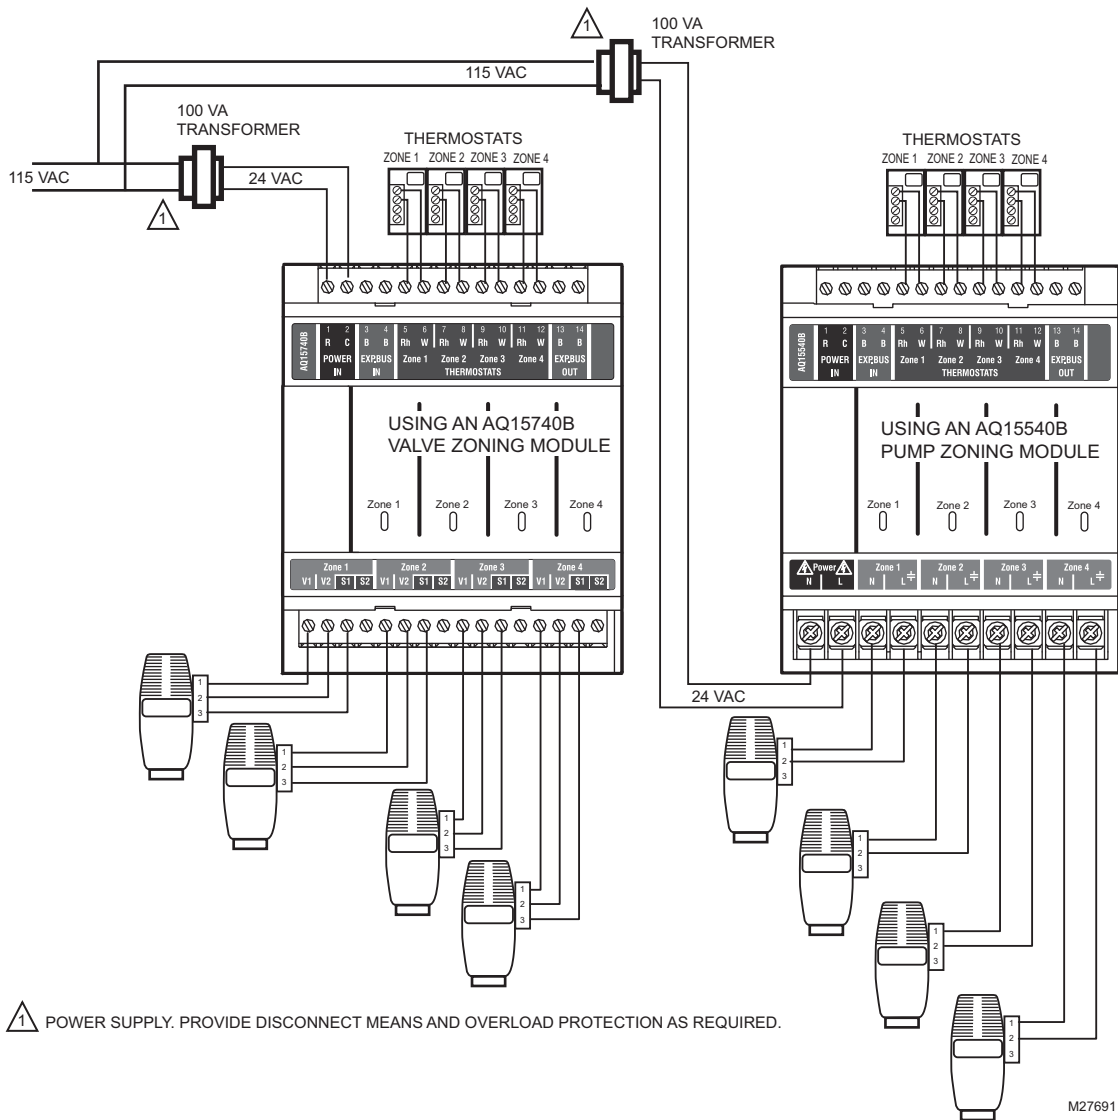 1
100 VA
TRANSFORMER
115 VAC
100 VA
TRANSFORMER
115 VAC
24 VAC
1
THERMOSTATS
ZONE 1 ZONE 2 ZONE 3 ZONE 4
THERMOSTATS
ZONE 1 ZONE 2 ZONE 3 ZONE 4
AQ15740B
1 2 3 4 5 6 7 8 9 10 11 12 13 14
R C B B Rh W Rh W Rh W Rh W B B
POWER IN
EXP.BUS IN
Zone 1 Zone 2 Zone 3 Zone 4
THERMOSTATS
EXP.BUS OUT
USING AN AQ15740B
VALVE ZONING MODULE
Zone 1 Zone 2 Zone 3 Zone 4
Zone 1 Zone 2 Zone 3 Zone 4
V1 V2 S1 S2 V1 V2 S1 S2 V1 V2 S1 S2 V1 V2 S1 S2
1
2
3
1
2
3
1
2
3
1
2
3
AQ15540B
1 2 3 4 5 6 7 8 9 10 11 12 13 14
R C B B Rh W Rh W Rh W Rh W B B
POWER IN
EXP.BUS IN
Zone 1 Zone 2 Zone 3 Zone 4
THERMOSTATS
EXP.BUS OUT
USING AN AQ15540B
PUMP ZONING MODULE
Zone 1 Zone 2 Zone 3 Zone 4
Power Zone 1 Zone 2 Zone 3 Zone 4
N L N L N L N L N L
24 VAC
1
2
3
1
2
3
1
2
3
1
2
3
1 POWER SUPPLY. PROVIDE DISCONNECT MEANS AND OVERLOAD PROTECTION AS REQUIRED.
M27691